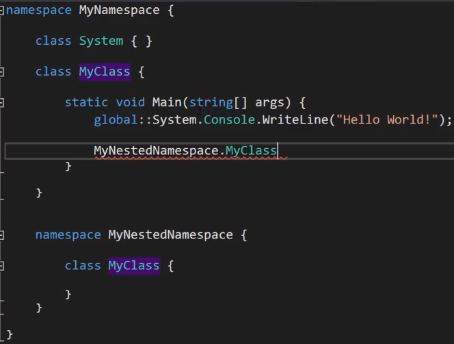 namespace MyNamespace {
class System { }
class MyClass {
static void Main(string[] args) {
global::System.Console.WriteLine("Hello World!");
MyNestedNamespace.MyClass
}
}
namespace MyNestedNamespace {
class MyClass {
}
}
}